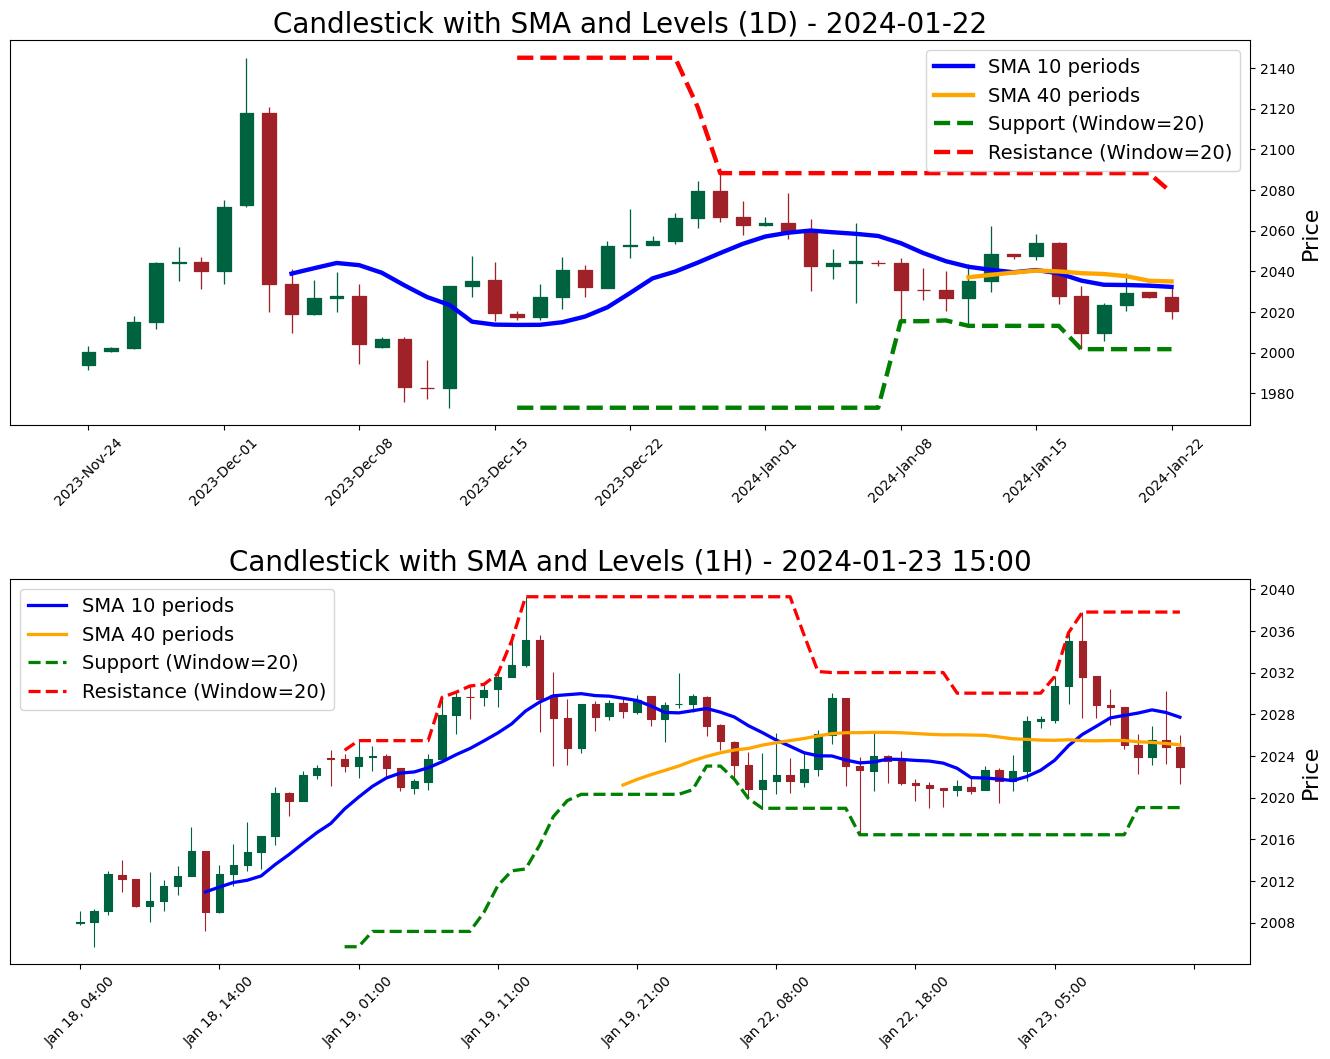 Candlestick with SMA and Levels (1D) - 2024-01-22
SMA 10 periods
SMA 40 periods
Support (Window=20)
Resistance (Window=20)
2140
2120
2100
2080
2060
2040
2020
2000
1980
Price
2023-Nov-24
2023-Dec-01
2023-Dec-08
2023-Dec-15
2023-Dec-22
2024-Jan-01
2024-Jan-08
2024-Jan-15
2024-Jan-22
Candlestick with SMA and Levels (1H) - 2024-01-23 15:00
SMA 10 periods
SMA 40 periods
Support (Window=20)
Resistance (Window=20)
2040
2036
2032
2028
2024
2020
2016
2012
2008
Price
Jan 18, 04:00
Jan 18, 14:00
Jan 19, 01:00
Jan 19, 11:00
Jan 19, 21:00
Jan 22, 08:00
Jan 22, 18:00
Jan 23, 05:00